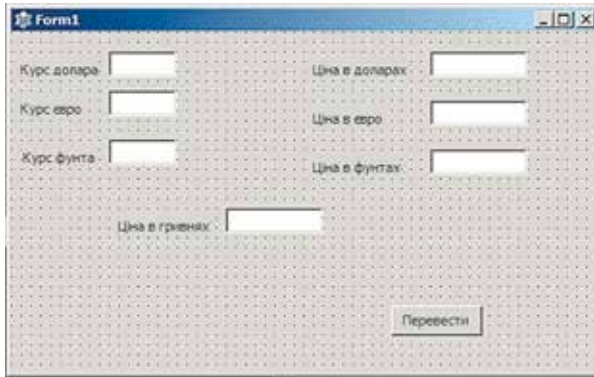 Form1
Курс долара
Ціна в доларах
Курс евро
Ціна в евро
Курс фунта
Ціна в фунтах
Ціна в гривнях
Перевести